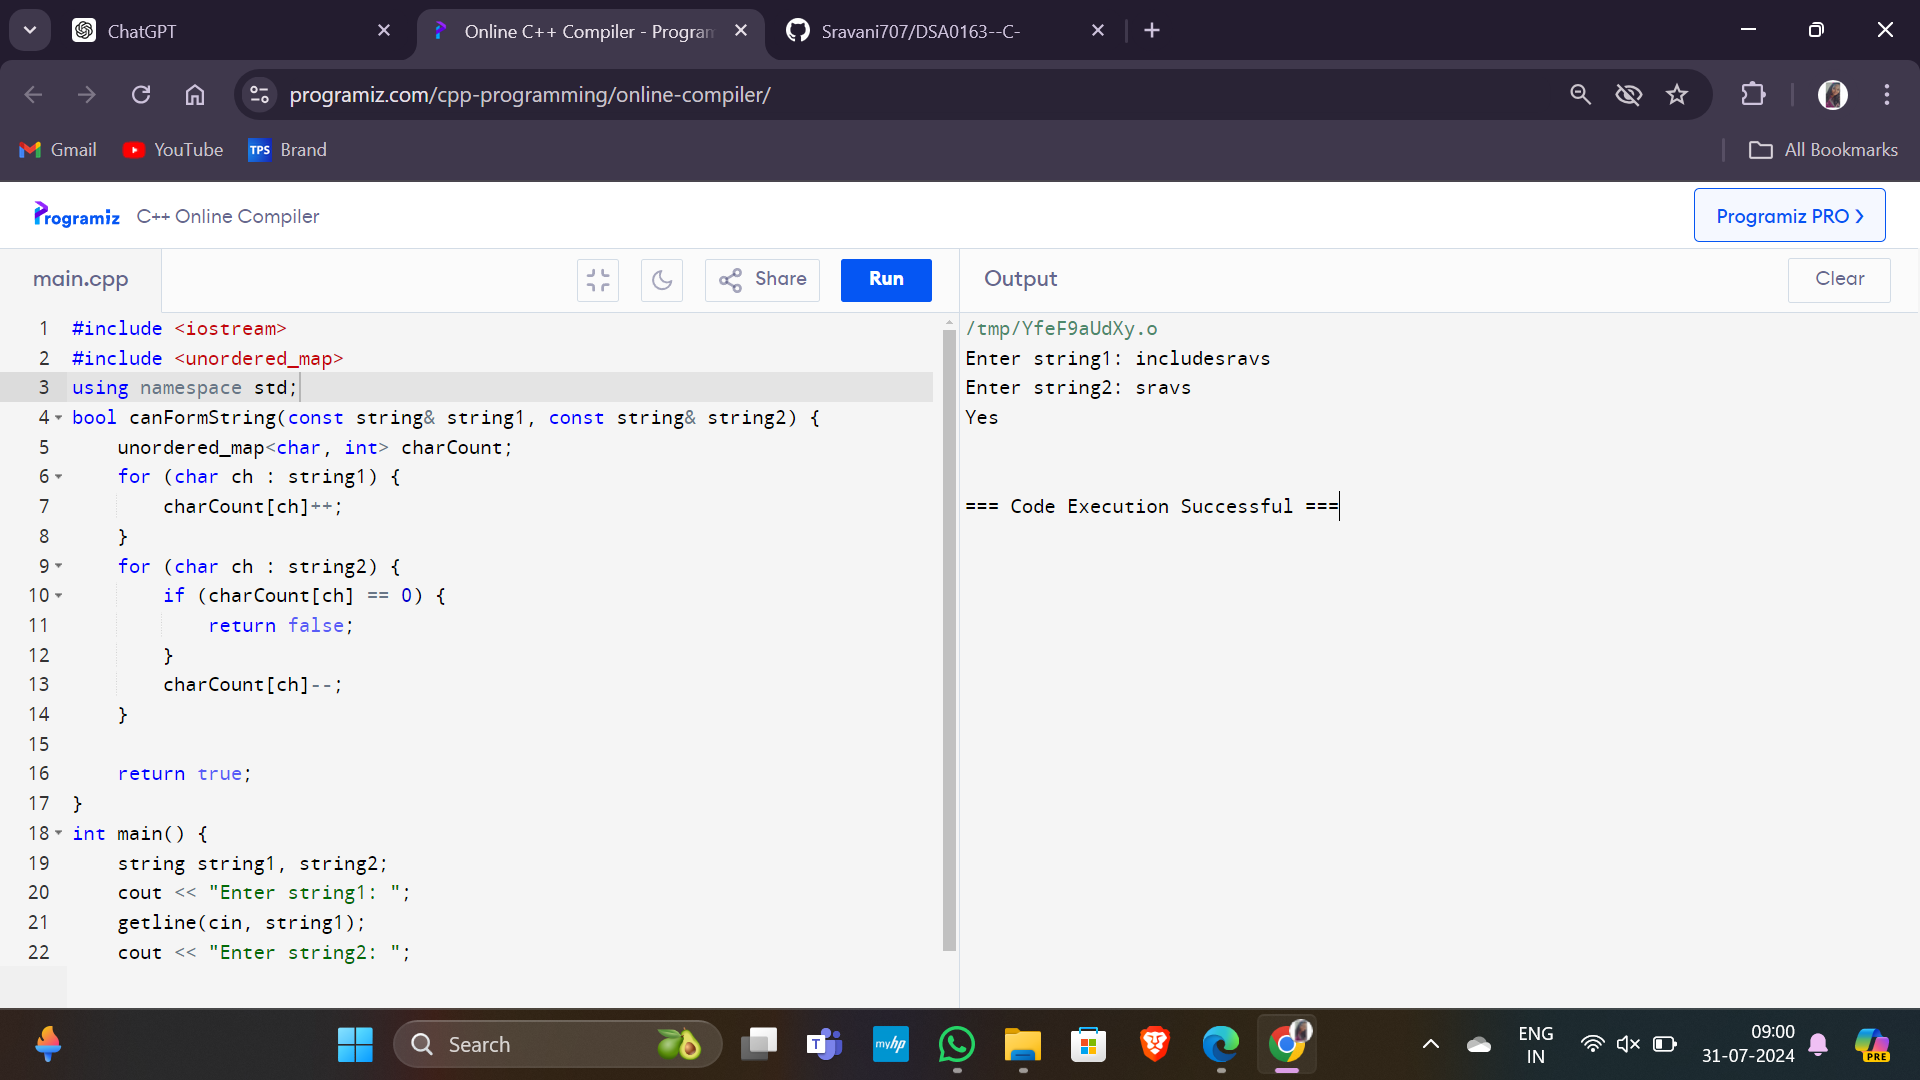 ChatGPT
Online C++ Compiler - Program
Sravani707/DSA0163--C-
programiz.com/cpp-programming/online-compiler/
Gmail
YouTube
TPS
Brand
All Bookmarks
Programiz
C++ Online Compiler
Programiz PRO
main.cpp
Share
Run
Output
Clear
1 #include <iostream>
2 #include <unordered_map>
3 using namespace std;
4 bool canFormString(const string& string1, const string& string2) {
5     unordered_map<char, int> charCount;
6     for (char ch : string1) {
7         charCount[ch]++;
8     }
9     for (char ch : string2) {
10         if (charCount[ch] == 0) {
11             return false;
12         }
13         charCount[ch]--;
14     }
15
16     return true;
17 }
18 int main() {
19     string string1, string2;
20     cout << "Enter string1: ";
21     getline(cin, string1);
22     cout << "Enter string2: ";
/tmp/YfeF9aUdXy.o
Enter string1: includesravs
Enter string2: sravs
Yes
=== Code Execution Successful ===
Search
T
myhp
ENG
IN
09:00
31-07-2024
PRE